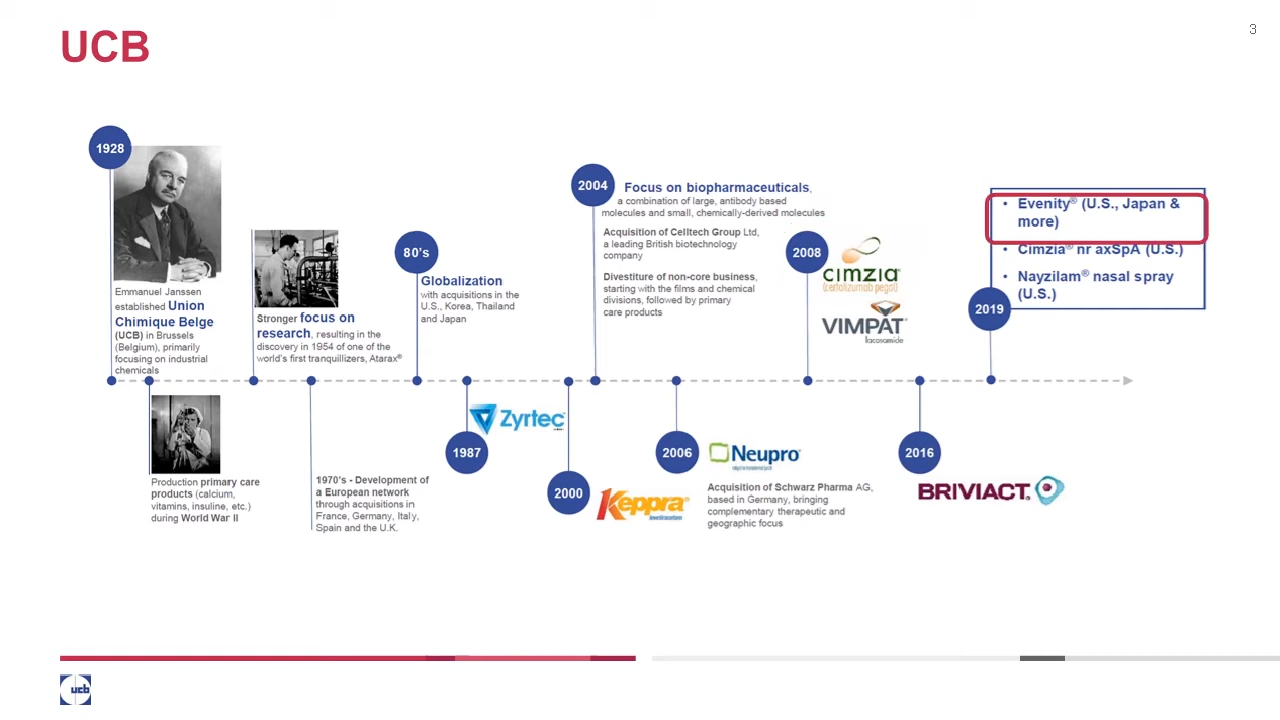 UCB
3
1928
Emmanuel Janssen
established Union
Chimique Belge
(UCB) in Brussels
(Belgium), primarily
focusing on industrial
chemicals
Production primary care
products (calcium,
vitamins, insuline, etc.)
during World War II
Stronger focus on
research, resulting in the
discovery in 1954 of one of the
world's first tranquillizers, Atarax®
1970's - Development of
a European network
through acquisitions in
France, Germany, Italy,
Spain and the U.K.
80's
Globalization
with acquisitions in the
U.S., Korea, Thailand
and Japan
Zyrtec
1987
2000
Keppra®
levetiracetam
2004
Focus on biopharmaceuticals,
a combination of large, antibody based
molecules and small, chemically-derived molecules
Acquisition of Celltech Group Ltd,
a leading British biotechnology
company
Divestiture of non-core business,
starting with the films and chemical
divisions, followed by primary
care products
2006
Neupro
Acquisition of Schwarz Pharma AG,
based in Germany, bringing
complementary therapeutic and
geographic focus
2008
cimzia®
(certolizumab pegol)
VIMPAT®
lacosamide
2016
BRIVIACT
2019
• Evenity® (U.S., Japan &
more)
• Cimzia® nr axSpA (U.S.)
• Nayzilam® nasal spray
(U.S.)
ucb